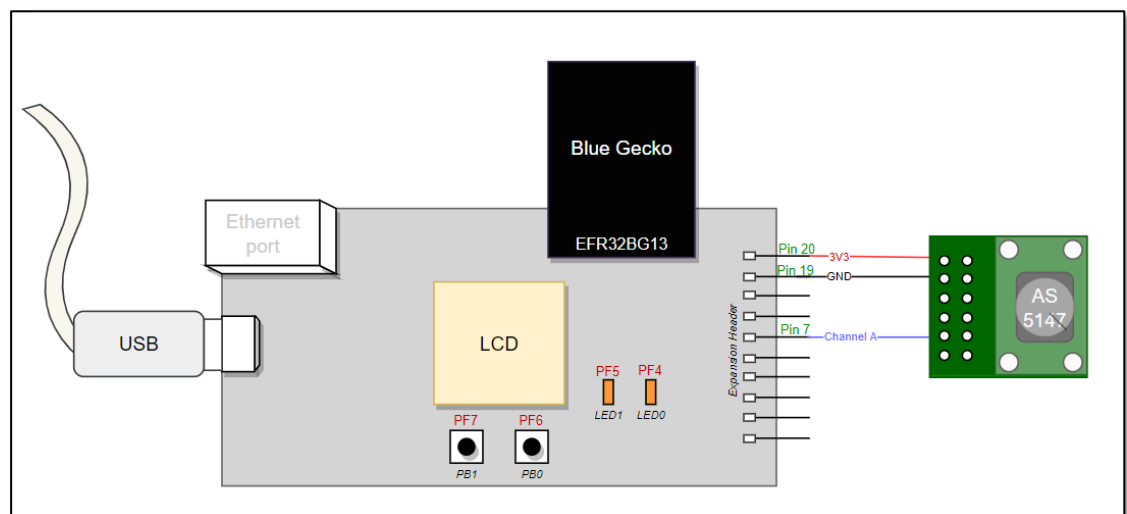 Blue Gecko
EFR32BG13
Ethernet
port
USB
LCD
PF5
PF4
LED1
LED0
PF7
PF6
PB1
PB0
Expansion Header
Pin 20
3V3
Pin 19
GND
Pin 7
Channel A
AS
5147